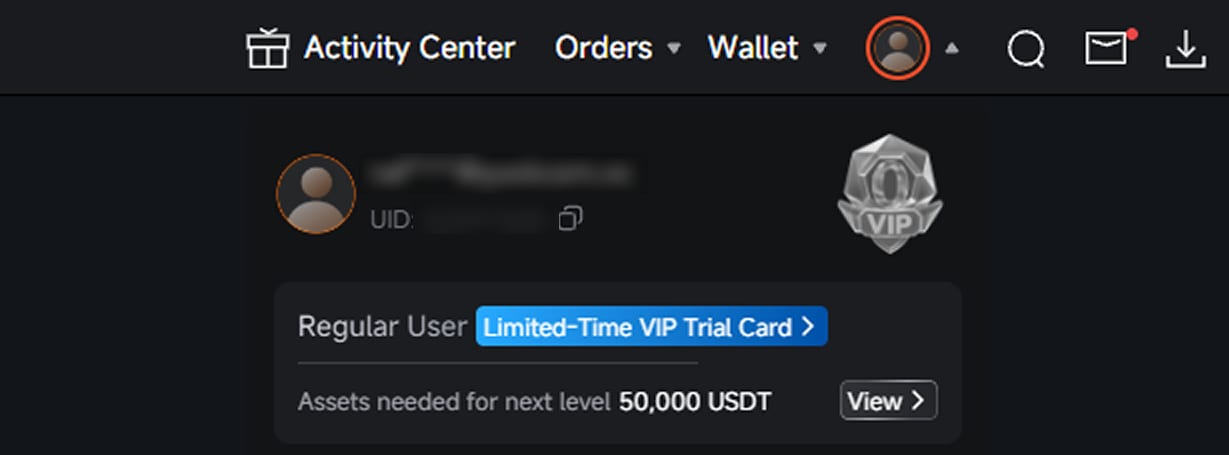 Activity Center Orders Wallet
UID:
0
VIP
Regular User Limited-Time VIP Trial Card
Assets needed for next level 50,000 USDT View